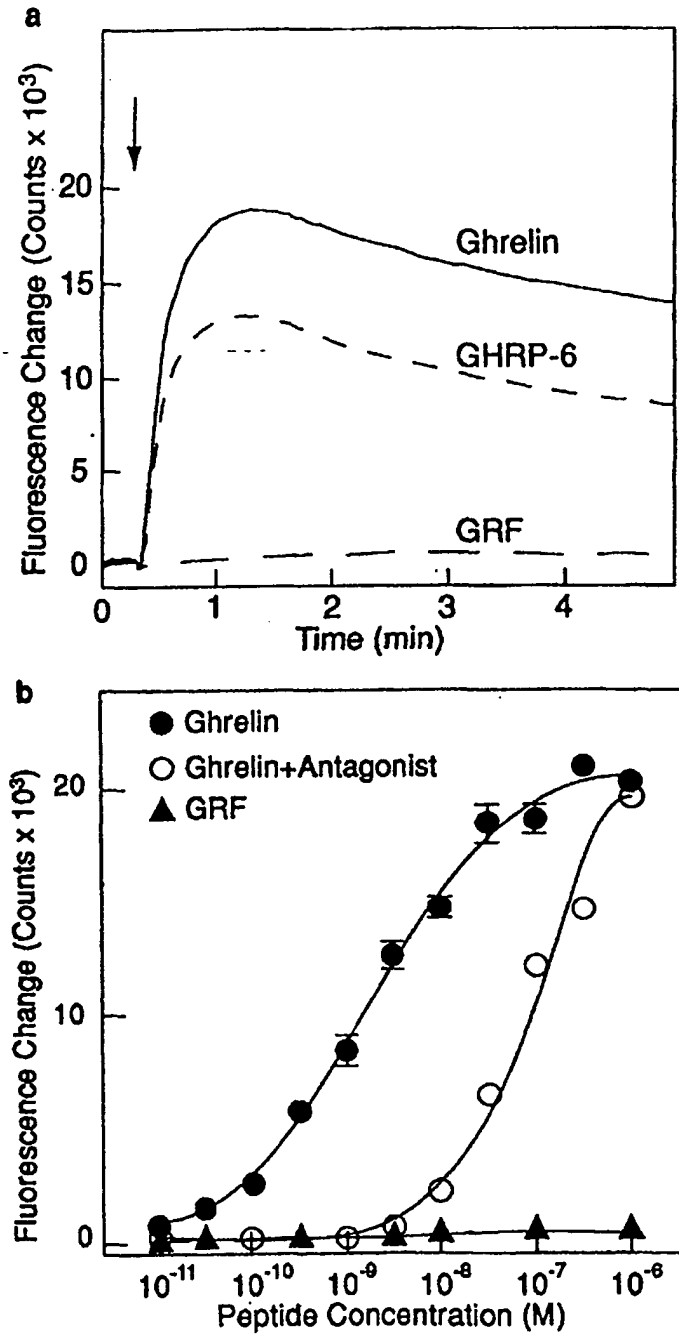 a
Fluorescence Change (Counts x 10³)
20
15
10
5
0
Ghrelin
GHRP-6
GRF
0 1 2 3 4
Time (min)
b
Ghrelin
Ghrelin+Antagonist
GRF
Fluorescence Change (Counts x 10³)
20
10
0
10⁻¹¹ 10⁻¹⁰ 10⁻⁹ 10⁻⁸ 10⁻⁷ 10⁻⁶
Peptide Concentration (M)